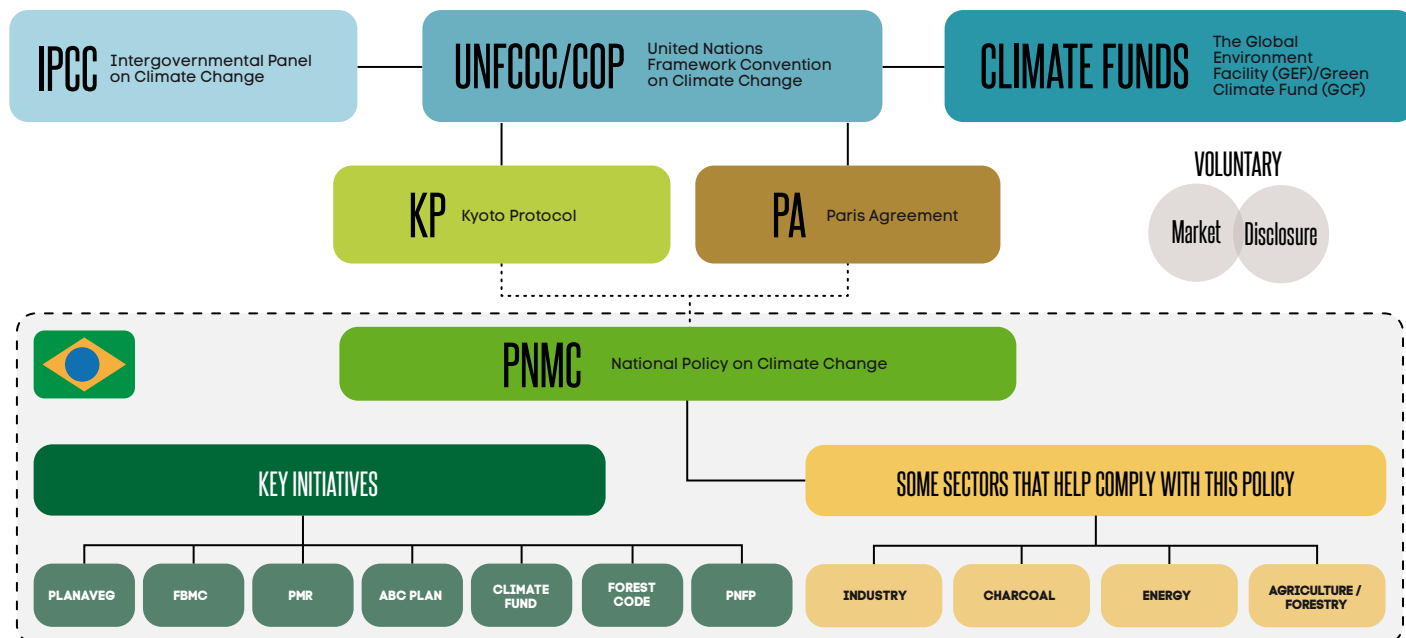 IPCC
Intergovernmental Panel
on Climate Change
UNFCCC/COP
United Nations
Framework Convention
on Climate Change
CLIMATE FUNDS
The Global
Environment
Facility (GEF)/Green
Climate Fund (GCF)
KP
Kyoto Protocol
PA
Paris Agreement
VOLUNTARY
Market
Disclosure
PNMC
National Policy on Climate Change
KEY INITIATIVES
SOME SECTORS THAT HELP COMPLY WITH THIS POLICY
PLANAVEG
FBMC
PMR
ABC PLAN
CLIMATE
FUND
FOREST
CODE
PNFP
INDUSTRY
CHARCOAL
ENERGY
AGRICULTURE /
FORESTRY